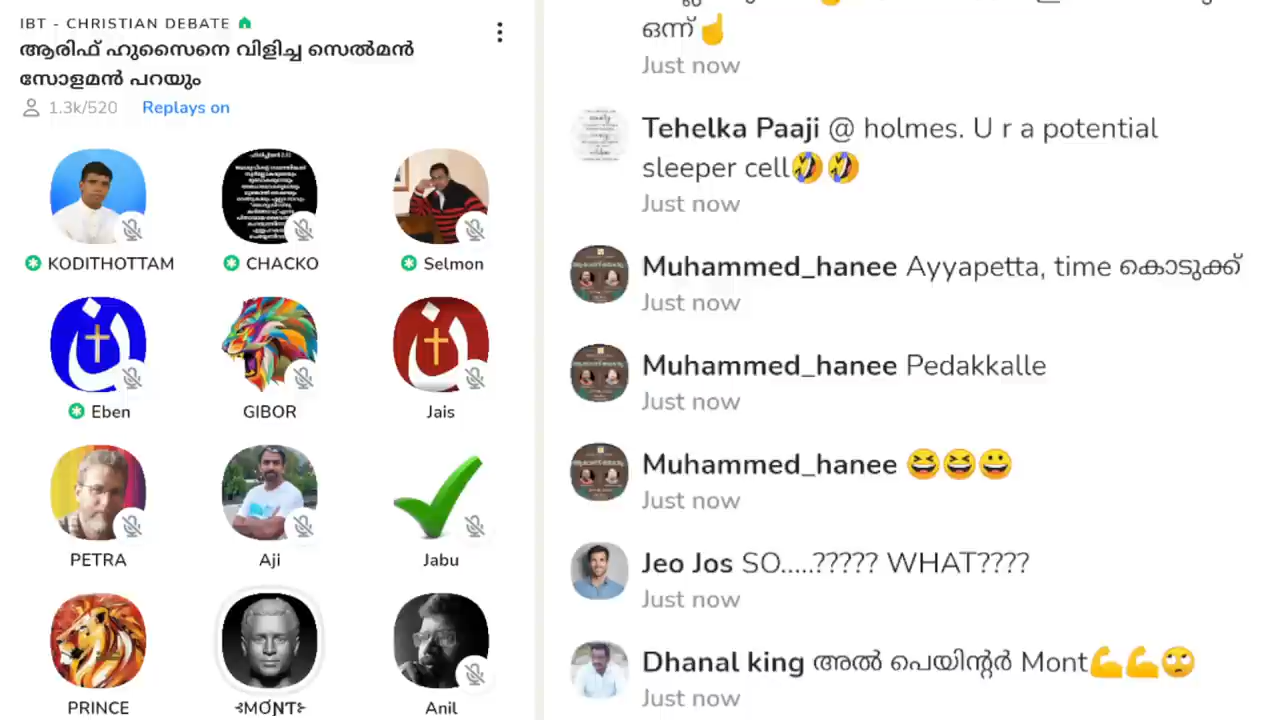 IBT - CHRISTIAN DEBATE
ആരിഫ് ഹുസൈനെ വിളിച്ച സെൽമൻ
സോളമൻ പറയും
1.3k/520 Replays on
KODITHOTTAM CHACKO Selmon
Eben GIBOR Jais
PETRA Aji Jabu
PRINCE ⊰MO̕NT⊱ Anil
ഒന്ന്☝️
Just now
Tehelka Paaji @ holmes. U r a potential
sleeper cell🤣🤣
Just now
Muhammed_hanee Ayyapetta, time കൊടുക്ക്
Just now
Muhammed_hanee Pedakkalle
Just now
Muhammed_hanee 😆😆😀
Just now
Jeo Jos SO.....????? WHAT????
Just now
Dhanal king അൽ പെയിന്റർ Mont💪💪🙄
Just now